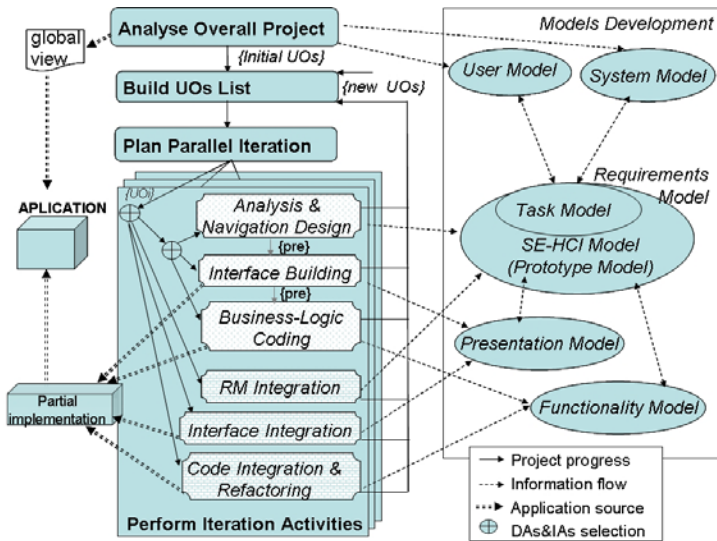 Analyse Overall Project
Models Development
global
view
{Initial UOs}
User Model
System Model
Build UOs List
{new UOs}
Plan Parallel Iteration
{UOi}
Requirements
Model
APLICATION
Analysis &
Navigation Design
Task Model
{pre}
SE-HCI Model
(Prototype Model)
Interface Building
{pre}
Business-Logic
Coding
Presentation Model
RM Integration
Partial
implementation
Functionality Model
Interface Integration
Code Integration &
Refactoring
Perform Iteration Activities
Project progress
Information flow
Application source
DAs&IAs selection